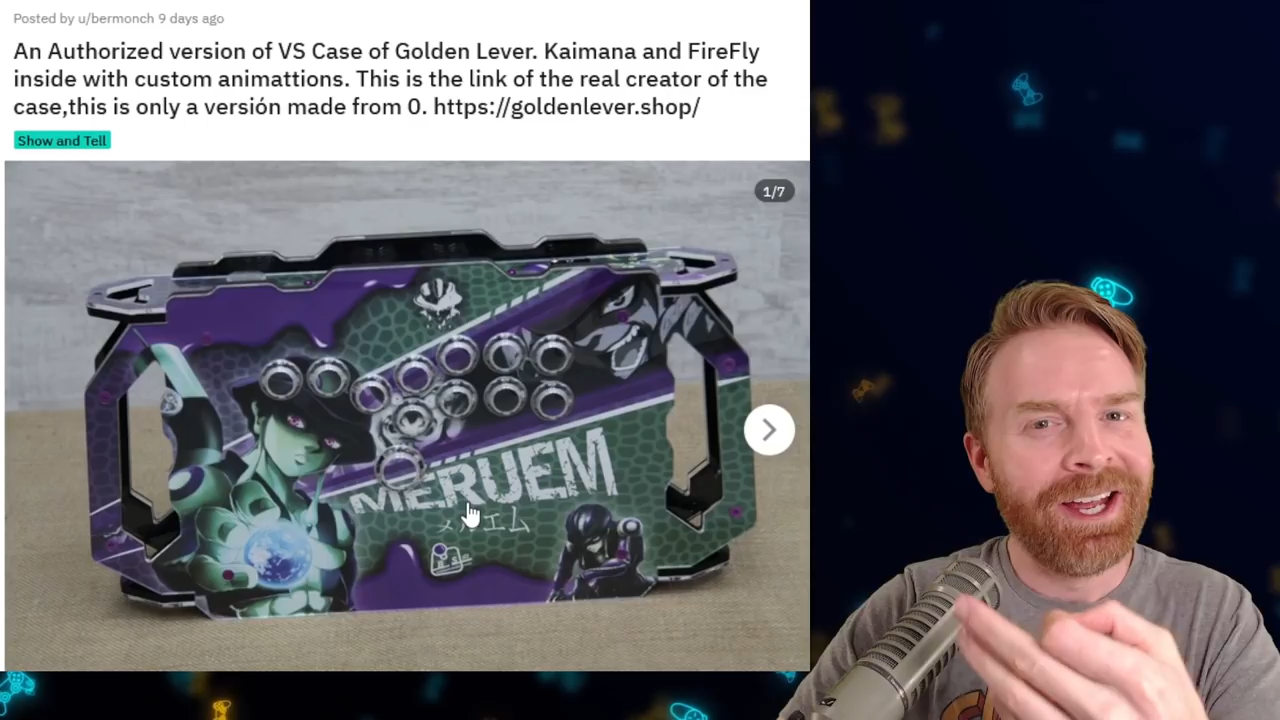 Posted by u/bermonch 9 days ago
An Authorized version of VS Case of Golden Lever. Kaimana and FireFly
inside with custom animattions. This is the link of the real creator of the
case,this is only a versión made from 0. https://goldenlever.shop/
Show and Tell
1/7
MERUEM
メルエム